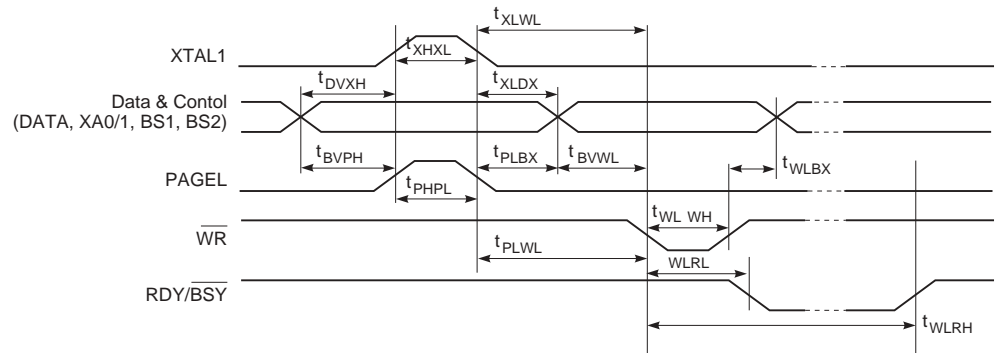 tXLWL
XTAL1
tXHXL
tDVXH
tXLDX
Data & Contol
(DATA, XA0/1, BS1, BS2)
tBVPH
tPLBX
tBVWL
tWLBX
PAGEL
tPHPL
tWL WH
WR
tPLWL
WLRL
RDY/BSY
tWLRH